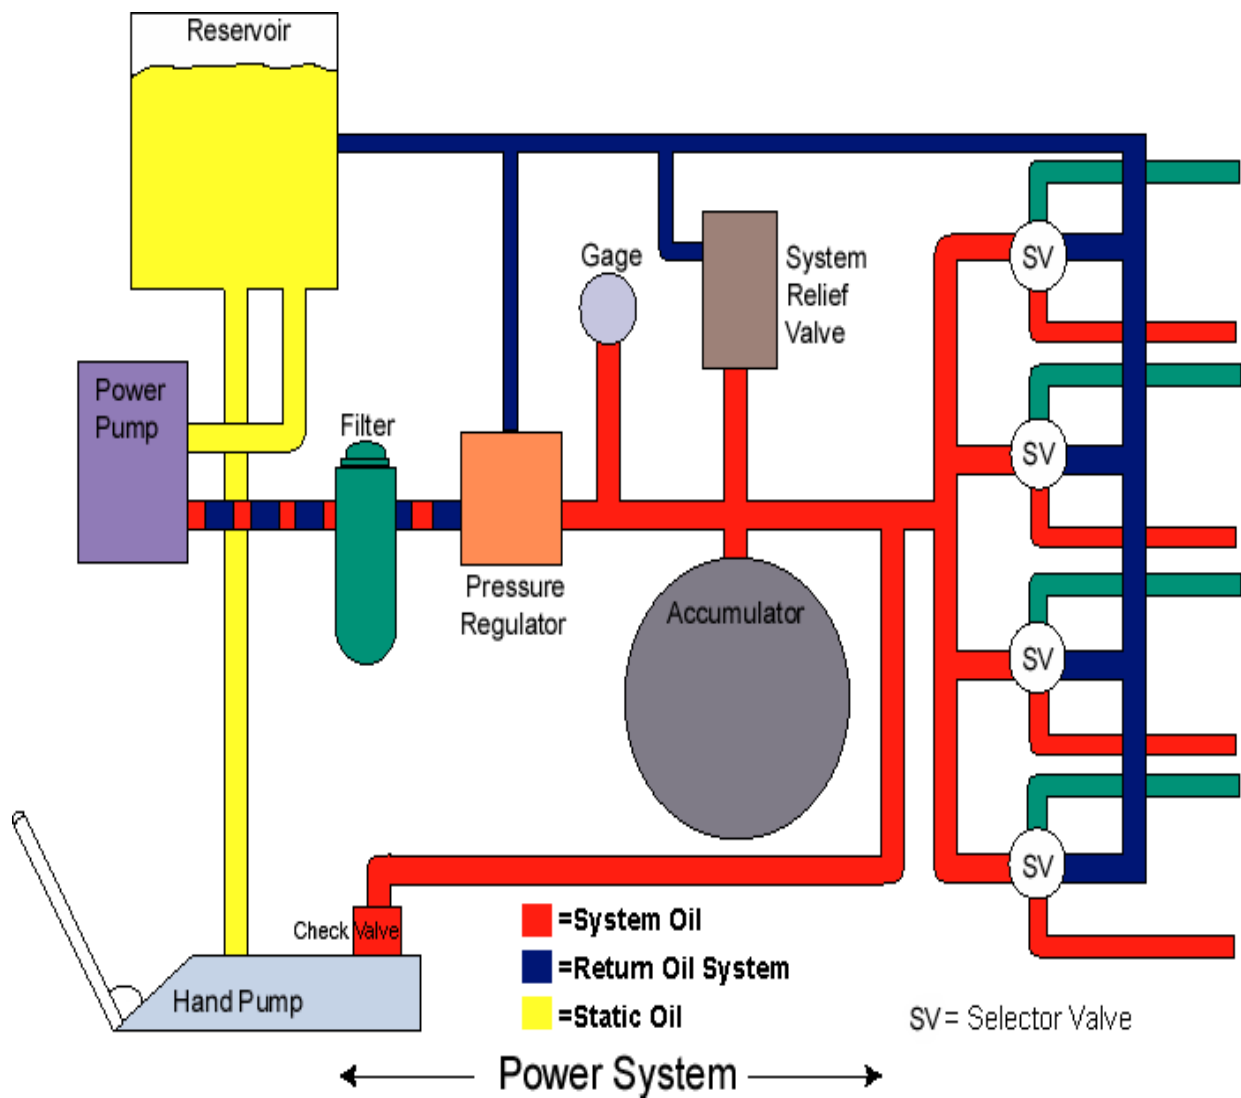 Reservoir
Gage
System
Relief
Valve
SV
Power
Pump
Filter
SV
Pressure
Regulator
Accumulator
SV
SV
Check Valve
=System Oil
=Return Oil System
Hand Pump
=Static Oil
SV = Selector Valve
Power System